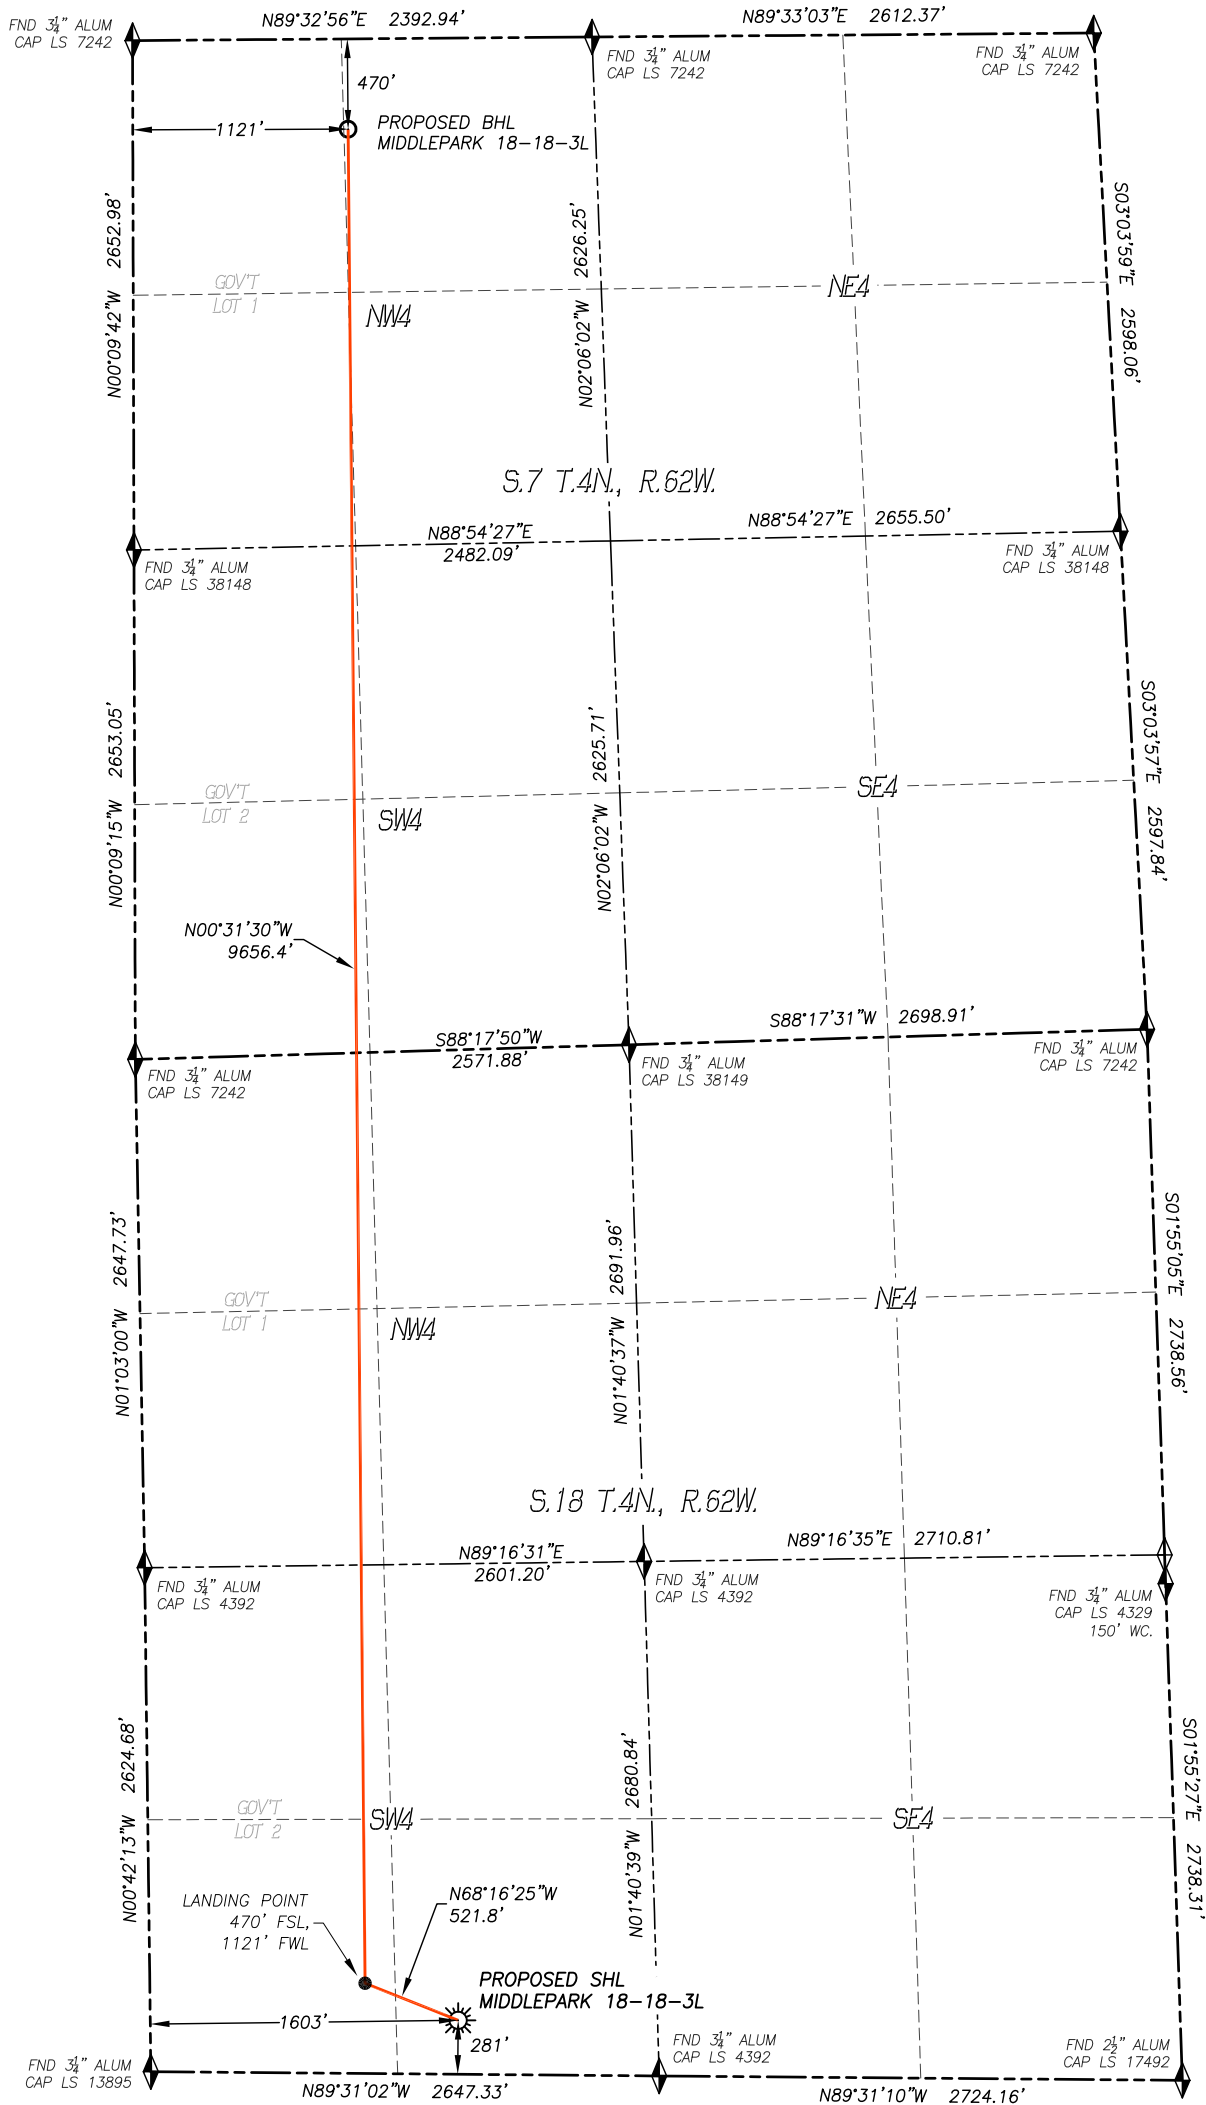 N89°32'56"E 2392.94'
N89°33'03"E 2612.37'
FND 3¼" ALUM
CAP LS 7242
FND 3¼" ALUM
CAP LS 7242
FND 3¼" ALUM
CAP LS 7242
470'
1121'
PROPOSED BHL
MIDDLEPARK 18-18-3L
N00°09'42"W 2652.98'
N02°06'02"W 2626.25'
S03°03'59"E 2598.06'
GOV'T
LOT 1
NW4
NE4
S.7 T.4N., R.62W.
N88°54'27"E
2482.09'
N88°54'27"E 2655.50'
FND 3¼" ALUM
CAP LS 38148
FND 3¼" ALUM
CAP LS 38148
N00°09'15"W 2653.05'
N02°06'02"W 2625.71'
S03°03'57"E 2597.84'
GOV'T
LOT 2
SW4
SE4
N00°31'30"W
9656.4'
S88°17'50"W
2571.88'
S88°17'31"W 2698.91'
FND 3¼" ALUM
CAP LS 7242
FND 3¼" ALUM
CAP LS 38149
FND 3¼" ALUM
CAP LS 7242
N01°03'00"W 2647.73'
N01°40'37"W 2691.96'
S01°55'05"E 2738.56'
GOV'T
LOT 1
NW4
NE4
S.18 T.4N., R.62W.
N89°16'31"E
2601.20'
N89°16'35"E 2710.81'
FND 3¼" ALUM
CAP LS 4392
FND 3¼" ALUM
CAP LS 4392
FND 3¼" ALUM
CAP LS 4329
150' WC.
N00°42'13"W 2624.68'
N01°40'39"W 2680.84'
S01°55'27"E 2738.31'
GOV'T
LOT 2
SW4
SE4
LANDING POINT
470' FSL,
1121' FWL
N68°16'25"W
521.8'
PROPOSED SHL
MIDDLEPARK 18-18-3L
1603'
281'
FND 3¼" ALUM
CAP LS 13895
FND 3¼" ALUM
CAP LS 4392
FND 2½" ALUM
CAP LS 17492
N89°31'02"W 2647.33'
N89°31'10"W 2724.16'